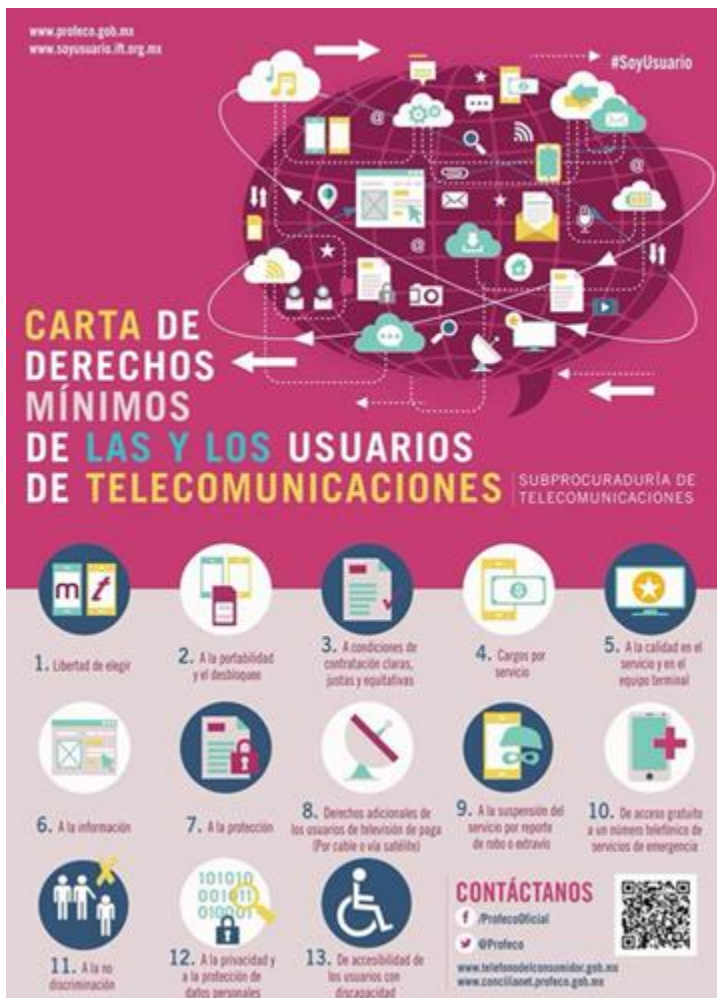 www.profeco.gob.mx
www.soyusuario.ift.org.mx
#SoyUsuario
CARTA DE
DERECHOS
MÍNIMOS
DE LAS Y LOS USUARIOS
DE TELECOMUNICACIONES
SUBPROCURADURÍA DE
TELECOMUNICACIONES
m t
1. Libertad de elegir
2. A la portabilidad
y el desbloqueo
3. A condiciones de
contratación claras,
justas y equitativas
4. Cargos por
servicio
5. A la calidad en el
servicio y en el
equipo terminal
6. A la información
7. A la protección
8. Derechos adicionales de
los usuarios de televisión de paga
(Por cable o vía satélite)
9. A la suspensión del
servicio por reporte
de robo o extravío
10. De acceso gratuito
a un número telefónico de
servicios de emergencia
11. A la no
discriminación
101010
001011
010001
12. A la privacidad y
a la protección de
datos personales
13. De accesibilidad de
los usuarios con
discapacidad
CONTÁCTANOS
f /ProfecoOficial
@Profeco
www.telefonodelconsumidor.gob.mx
www.concilianet.profeco.gob.mx